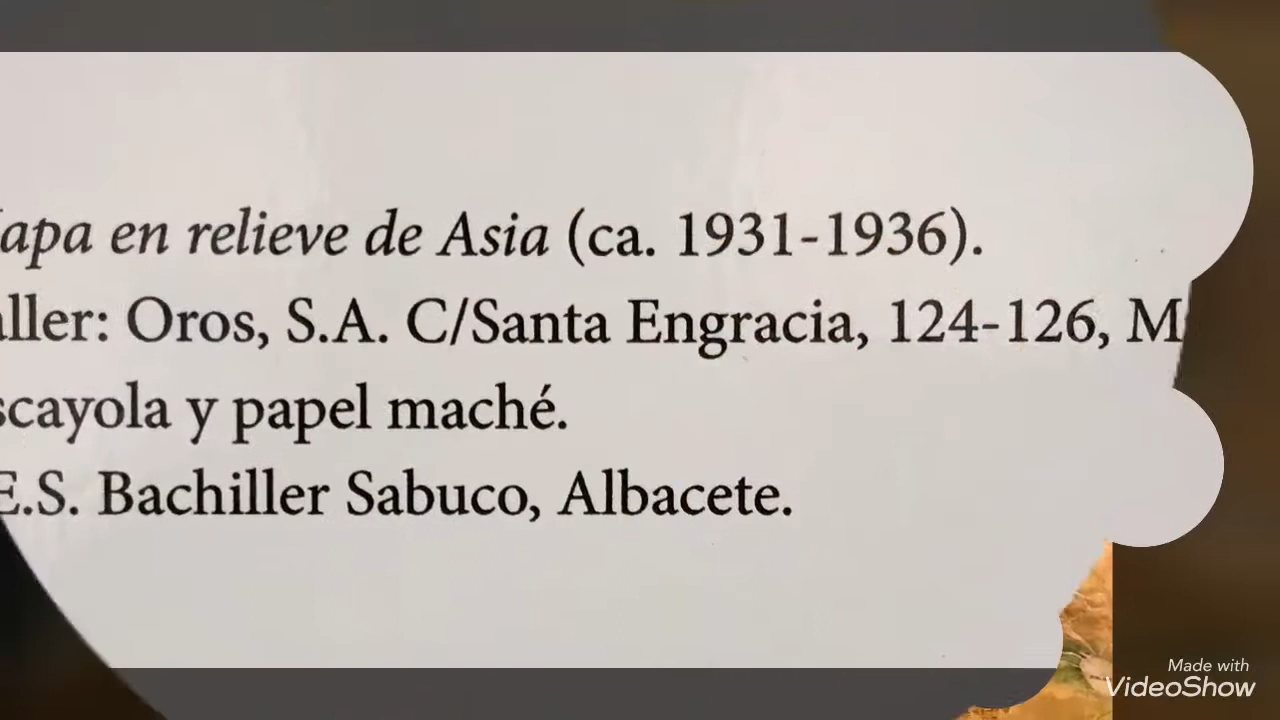 apa en relieve de Asia (ca. 1931-1936).
ller: Oros, S.A. C/Santa Engracia, 124-126, M
scayola y papel maché.
E.S. Bachiller Sabuco, Albacete.
Made with
VideoShow